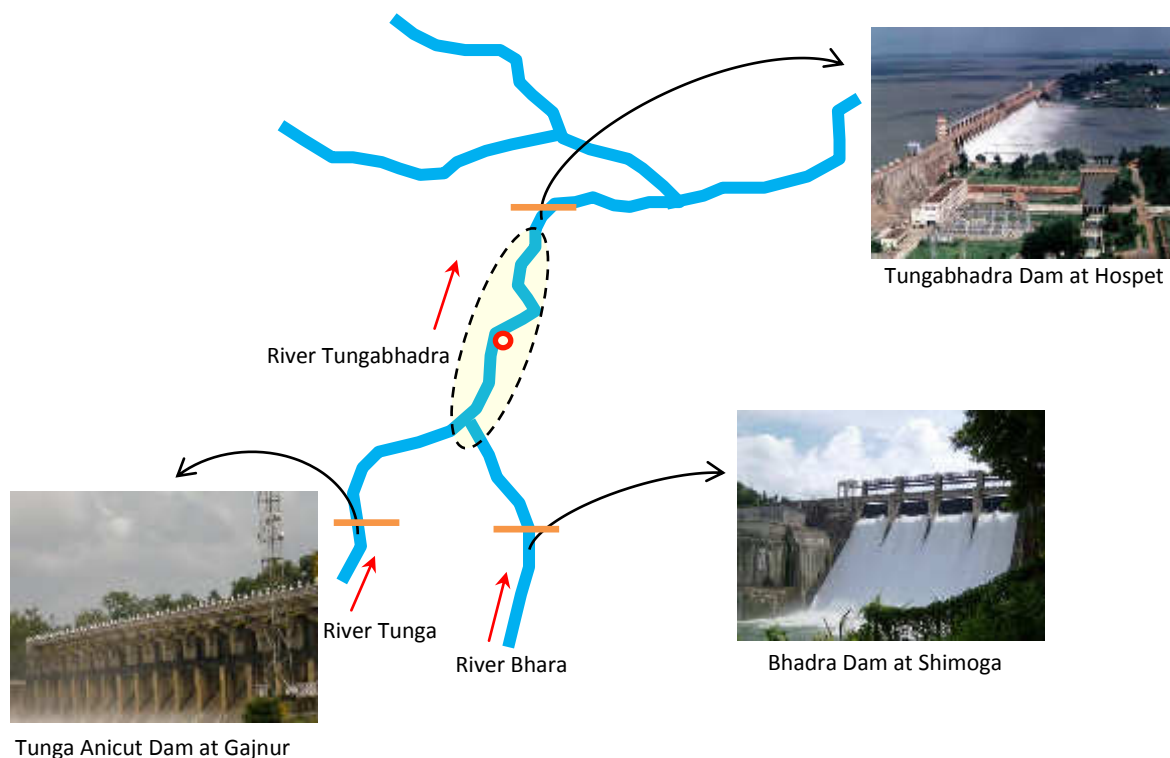 Tungabhadra Dam at Hospet
River Tungabhadra
River Tunga
River Bhara
Bhadra Dam at Shimoga
Tunga Anicut Dam at Gajnur